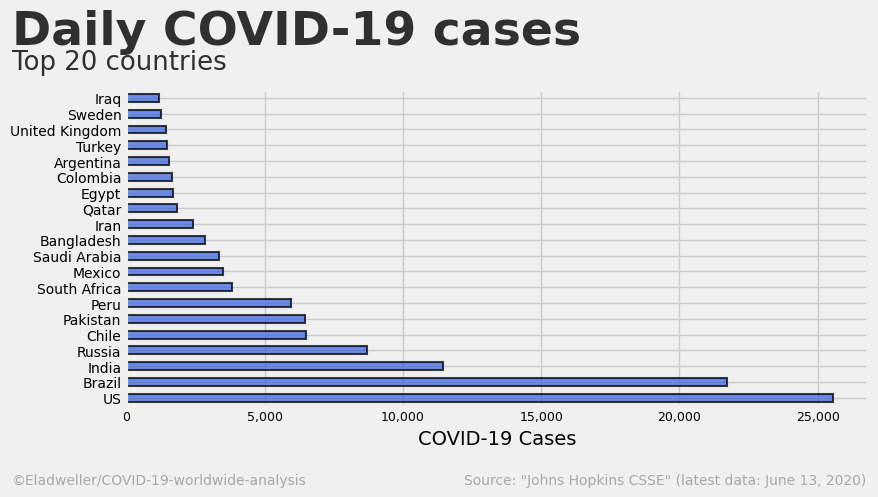 Daily COVID-19 cases
Top 20 countries
Iraq
Sweden
United Kingdom
Turkey
Argentina
Colombia
Egypt
Qatar
Iran
Bangladesh
Saudi Arabia
Mexico
South Africa
Peru
Pakistan
Chile
Russia
India
Brazil
US
0 5,000 10,000 15,000 20,000 25,000
COVID-19 Cases
©Eladweller/COVID-19-worldwide-analysis Source: "Johns Hopkins CSSE" (latest data: June 13, 2020)